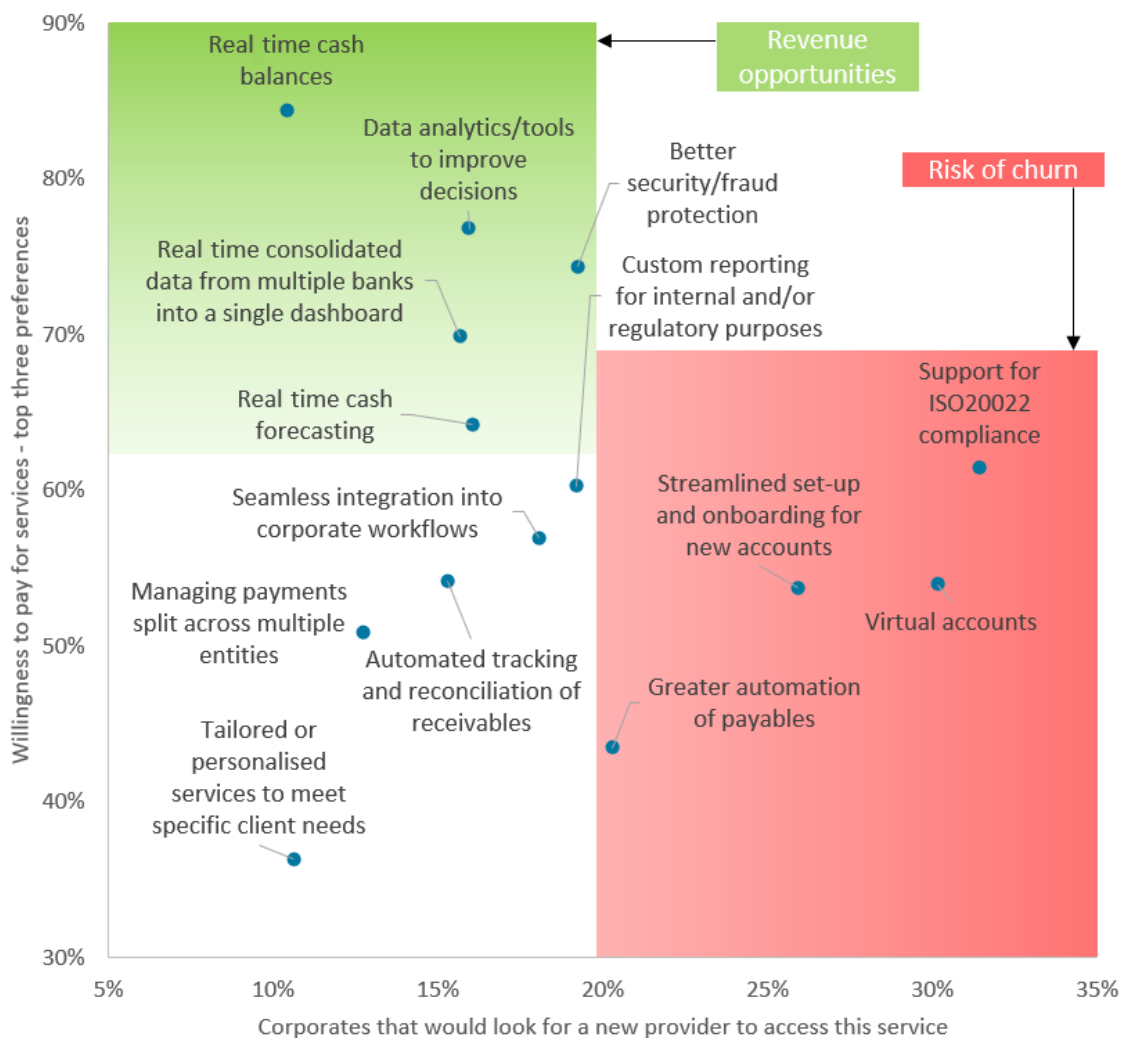 90%
80%
70%
60%
50%
40%
30%
Willingness to pay for services - top three preferences
Real time cash
balances
Revenue
opportunities
Data analytics/tools
to improve
decisions
Better
security/fraud
protection
Risk of churn
Real time consolidated
data from multiple banks
into a single dashboard
Custom reporting
for internal and/or
regulatory purposes
Real time cash
forecasting
Support for
ISO20022
compliance
Seamless integration into
corporate workflows
Streamlined set-up
and onboarding for
new accounts
Managing payments
split across multiple
entities
Virtual accounts
Automated tracking
and reconciliation of
receivables
Greater automation
of payables
Tailored or
personalised
services to meet
specific client needs
5%
10%
15%
20%
25%
30%
35%
Corporates that would look for a new provider to access this service